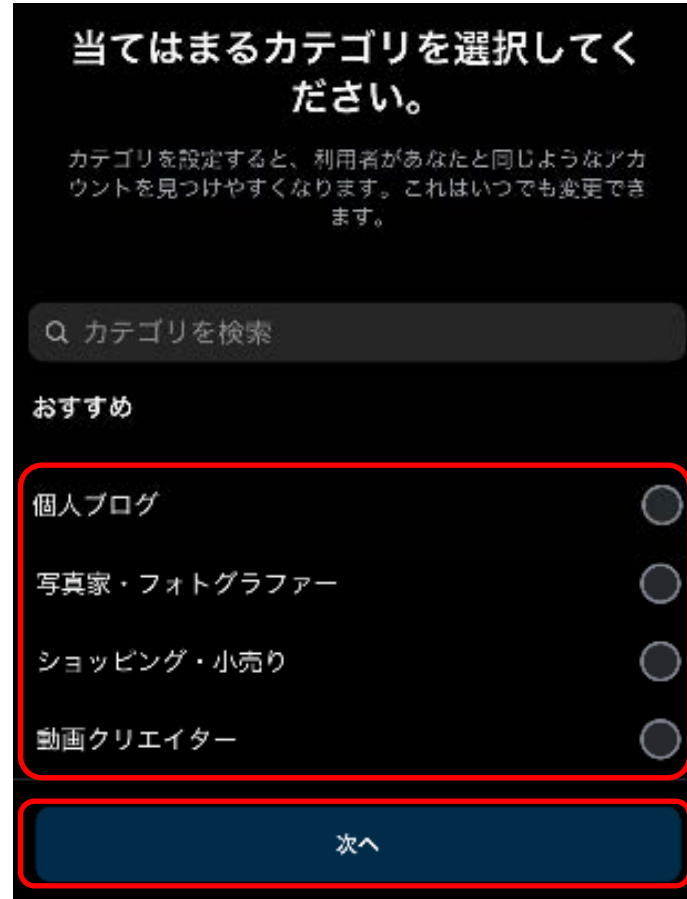 当てはまるカテゴリを選択してく
ださい。
カテゴリを設定すると、利用者があなたと同じようなアカ
ウントを見つけやすくなります。これはいつでも変更でき
ます。
カテゴリを検索
おすすめ
個人ブログ
写真家・フォトグラファー
ショッピング・小売り
動画クリエイター
次へ